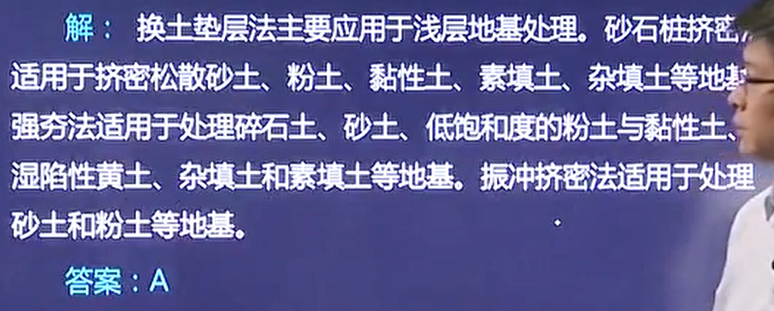 解：换土垫层法主要应用于浅层地基处理。砂石桩挤密
适用于挤密松散砂土、粉土、黏性土、素填土、杂填土等地基
强夯法适用于处理碎石土、砂土、低饱和度的粉土与黏性土、
湿陷性黄土、杂填土和素填土等地基。振冲挤密法适用于处理
砂土和粉土等地基。
答案：A